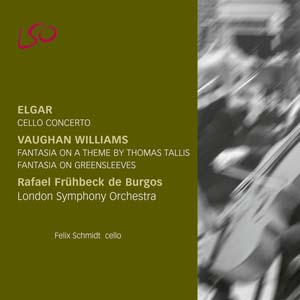 LSO
ELGAR
CELLO CONCERTO
VAUGHAN WILLIAMS
FANTASIA ON A THEME BY THOMAS TALLIS
FANTASIA ON GREENSLEEVES
Rafael Frühbeck de Burgos
London Symphony Orchestra
Felix Schmidt cello